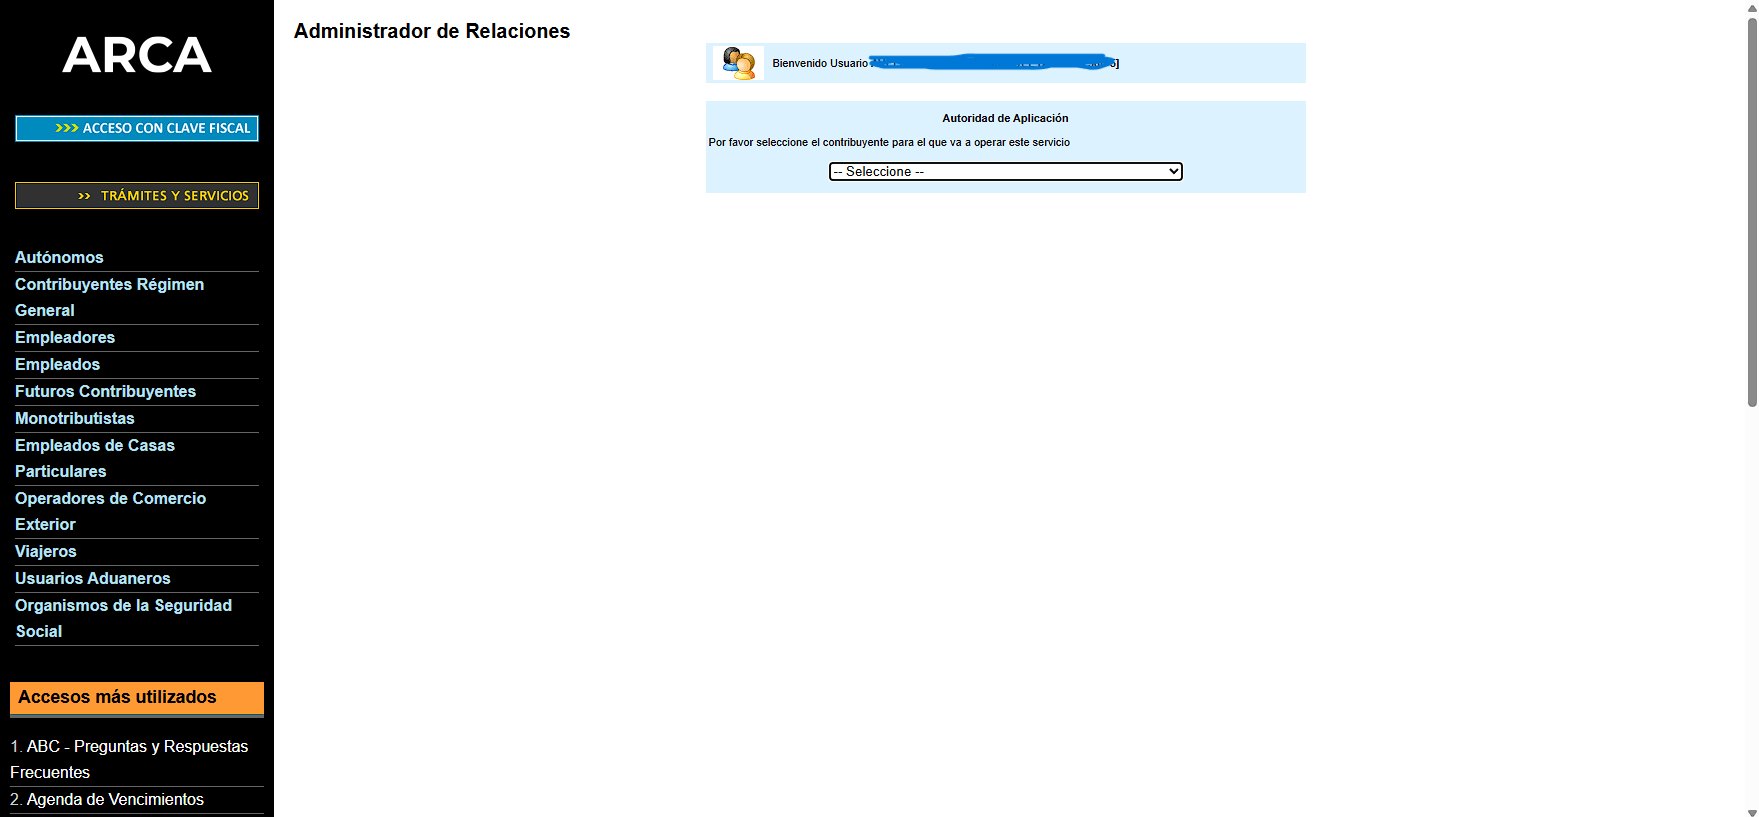 ARCA
>>> ACCESO CON CLAVE FISCAL
>> TRÁMITES Y SERVICIOS
Autónomos
Contribuyentes Régimen
General
Empleadores
Empleados
Futuros Contribuyentes
Monotributistas
Empleados de Casas
Particulares
Operadores de Comercio
Exterior
Viajeros
Usuarios Aduaneros
Organismos de la Seguridad
Social
Accesos más utilizados
1. ABC - Preguntas y Respuestas
Frecuentes
2. Agenda de Vencimientos
Administrador de Relaciones
Bienvenido Usuario
Autoridad de Aplicación
Por favor seleccione el contribuyente para el que va a operar este servicio
-- Seleccione --